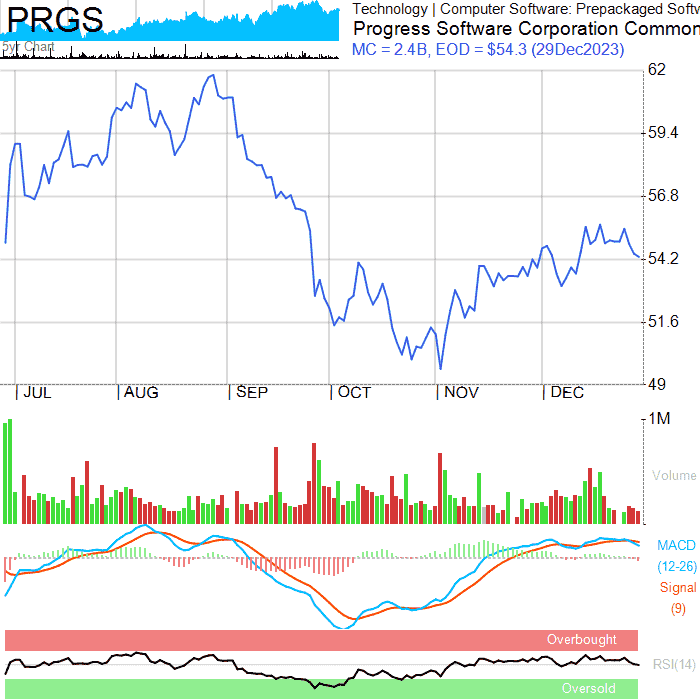 PRGS
Technology | Computer Software: Prepackaged Softw
Progress Software Corporation Common
5yr Chart
MC = 2.4B, EOD = $54.3 (29Dec2023)
62
59.4
56.8
54.2
51.6
49
JUL AUG SEP OCT NOV DEC
1M
Volume
MACD
(12-26)
Signal
(9)
Overbought
RSI(14)
Oversold